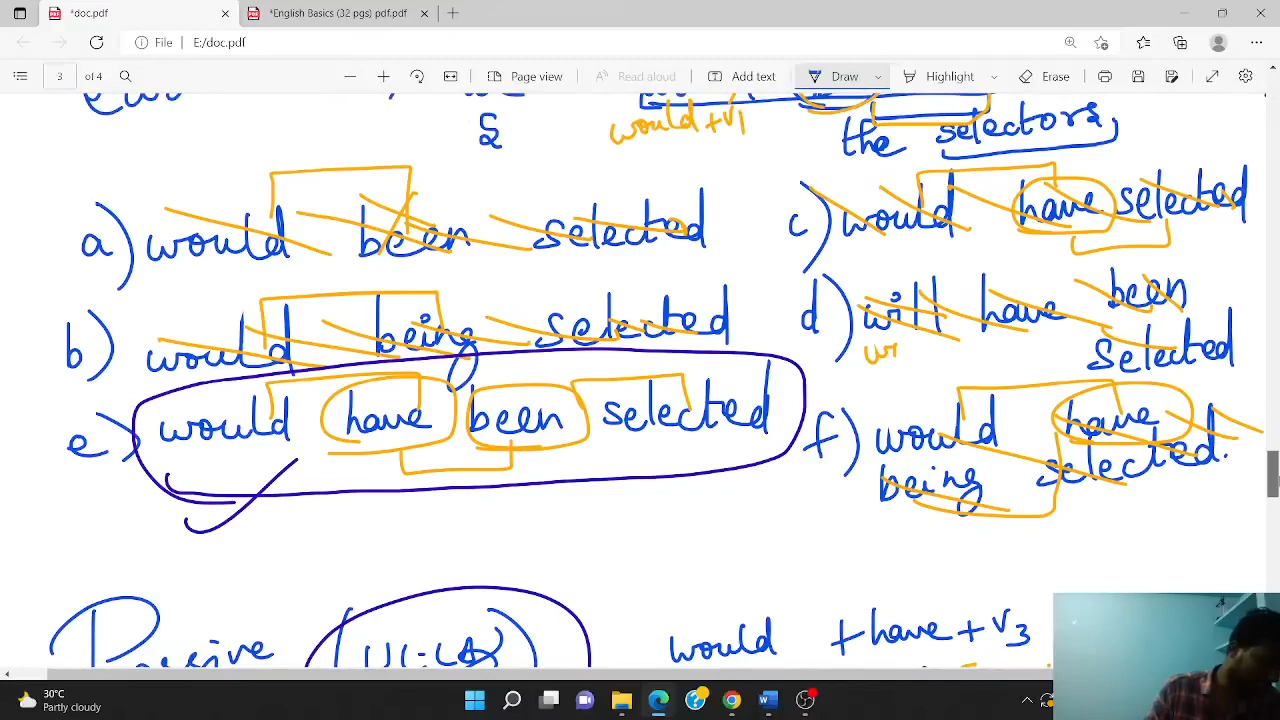 *doc.pdf
*English Basics (32 pgs) pdf.pdf
File E:/doc.pdf
3 of 4
Page view
Read aloud
Add text
Draw
Highlight
Erase
would + v1
the selectors,
a) would been selected
b) would being selected
e) would have been selected
c) would have selected
d) will have been
selected
f) would have
being selected.
Passive
would + have + v3
30°C
Partly cloudy